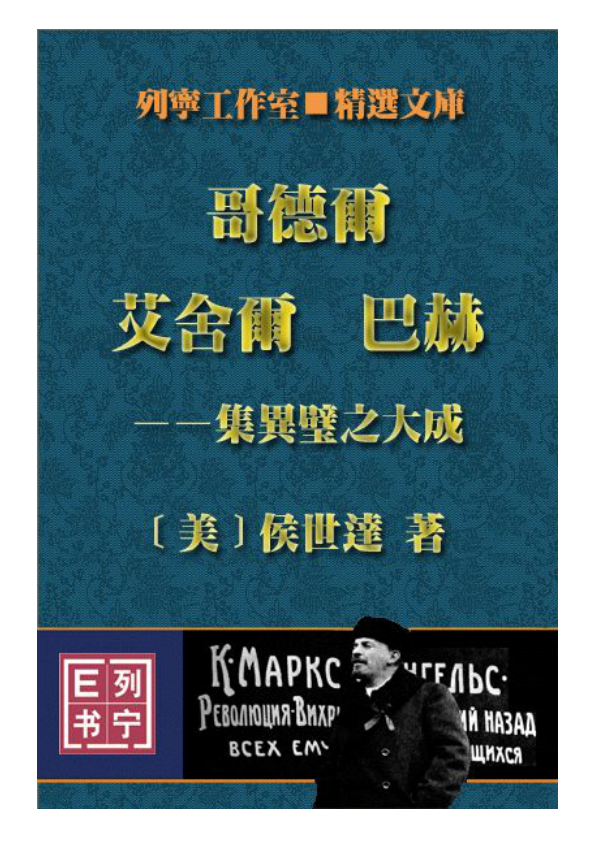 列寧工作室■精選文庫
哥德爾
艾舍爾 巴赫
——集異璧之大成
〔美〕侯世達 著
E列
书宁
К·МАРКС НГЕЛЬС·
РЕВОЛЮЦИЯ-ВИХР Й НАЗАД
ВСЕХ ЕМ ЩИХСЯ